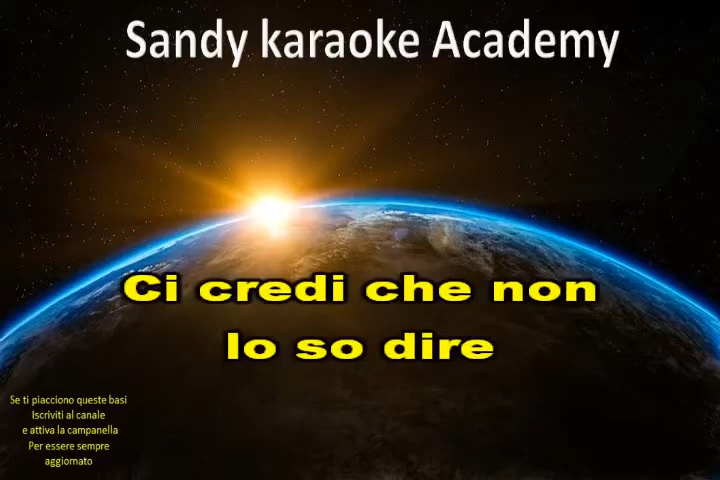 Sandy karaoke Academy
Ci credi che non
lo so dire
Se ti piacciono queste basi
Iscriviti al canale
e attiva la campanella
Per essere sempre
aggiornato